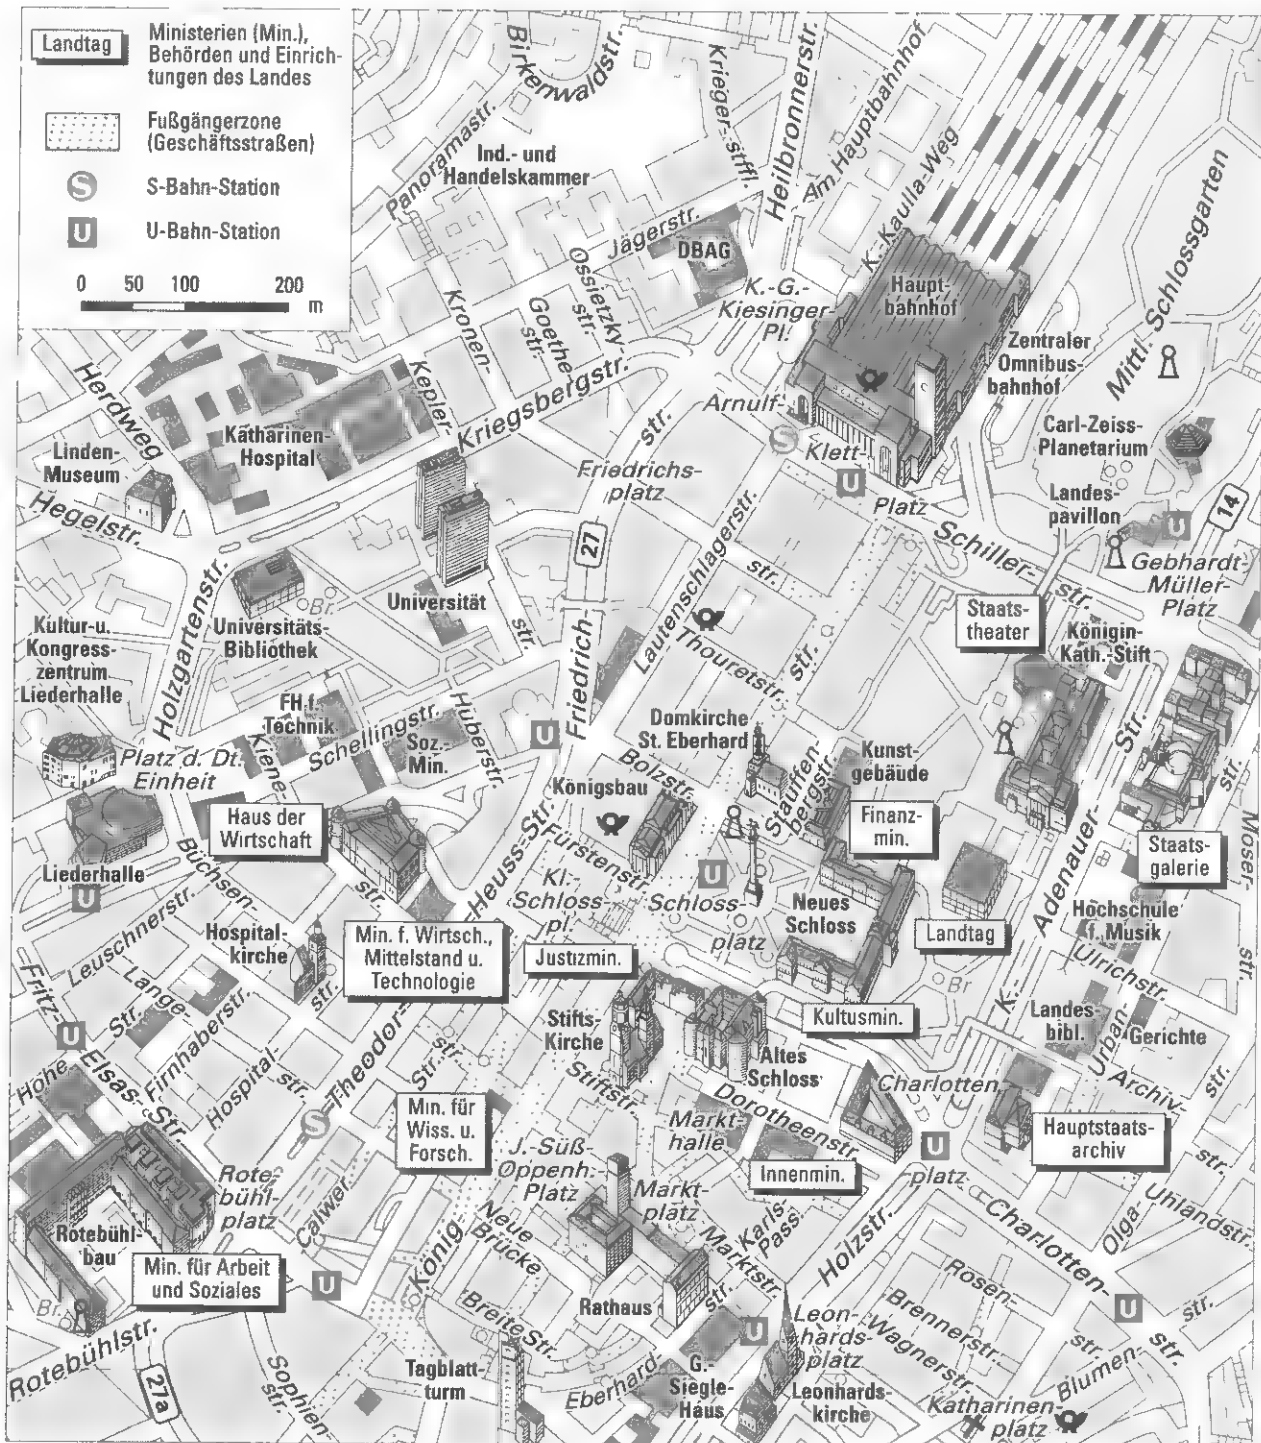 Landtag
Ministerien (Min.),
Behörden und Einrich-
tungen des Landes
Fußgängerzone
(Geschäftsstraßen)
S
S-Bahn-Station
U
U-Bahn-Station
0 50 100 200
m
Birkenwaldstr.
Panoramastr.
Ind.- und
Handelskammer
Krieger-
stiffl.
Heilbronnerstr.
Am Hauptbahnhof
K.-Kaulla-Weg
Jägerstr.
DBAG
Ossietzky-
str.
Goethe-
str.
Kronen-
K.-G.-
Kiesinger-
Pl.
Haupt-
bahnhof
Mittl. Schlossgarten
Zentraler
Omnibus-
bahnhof
Herdweg
Kepler-
Kriegsbergstr.
Katharinen-
Hospital
Linden-
Museum
Hegelstr.
Arnulf-
S
Klett-
U
Platz
Carl-Zeiss-
Planetarium
Landes-
pavillon
U
14
Friedrichs-
platz
str.
27
Schiller-
str.
Gebhardt-
Müller-
Platz
Lautenschlagerstr.
str.
Universität
str.
Br.
Universitäts-
Bibliothek
Holzgartenstr.
Kultur-u.
Kongress-
zentrum
Liederhalle
Staats-
theater
Königin-
Kath.-Stift
Thouretstr.
str.
Friedrich-
FH f.
Technik
Schellingstr.
Soz.-
Min.
Huberstr.
U
Domkirche
St. Eberhard
Bolzstr.
Stauffen-
bergstr.
Kunst-
gebäude
Platz d. Dt.
Einheit
Kiene-
Königsbau
Haus der
Wirtschaft
Finanz-
min.
Str.
str.
Moser-
str.
Staats-
galerie
Liederhalle
U
Büchsen-
str.
Fürstenstr.
Kl.
Schloss-
pl.
U
Schloss-
platz
Neues
Schloss
Landtag
Adenauer-
K.-
Hochschule
f. Musik
Ulrichstr.
Heuss-Str.
Leuschnerstr.
Hospital-
kirche
str.
Min. f. Wirtsch.,
Mittelstand u.
Technologie
Justizmin.
Kultusmin.
Br
Landes-
bibl.
Urban-
Gerichte
Fritz-
Elsas-
Str.
U
Lange-
Str.
Firnhaberstr.
Hospital-
str.
Theodor-
Stifts-
Kirche
Stiftstr.
Altes
Schloss
Charlotten-
platz
U
Archiv-
str.
str.
Hohe
S
Str.
str.
Min. für
Wiss. u.
Forsch.
Markt-
halle
Dorotheenstr.
Innenmin.
Hauptstaats-
archiv
J.-Süß-
Oppenh.-
Platz
Markt-
platz
Rotebühl-
bau
Rote-
bühl-
platz
Calwer
König
Neue
Brücke
Marktstr.
Karls-
Pass.
Holzstr.
Charlotten-
str.
Olga-
Uhlandstr.
Min. für Arbeit
und Soziales
U
Br.
Rathaus
str.
Rosen-
str.
Brennerstr.
Wagnerstr.
U
str.
Rotebühlstr.
27a
Sophien-
str.
Breite Str.
Tagblatt-
turm
Eberhard-
G.-
Siegle-
Haus
U
Leon-
hards-
platz
Leonhards-
kirche
Blumen-
Katharinen-
platz